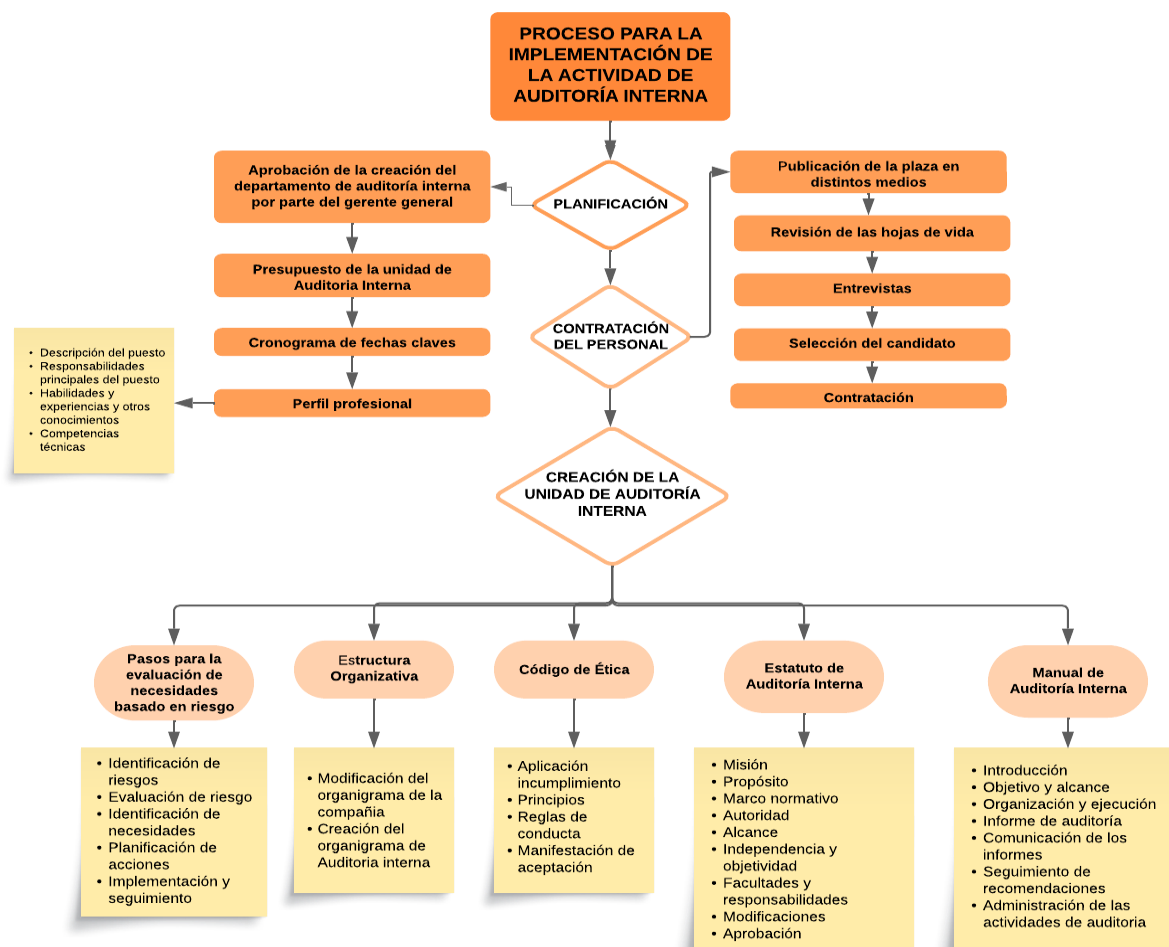 PROCESO PARA LA
IMPLEMENTACIÓN DE
LA ACTIVIDAD DE
AUDITORÍA INTERNA
PLANIFICACIÓN
Aprobación de la creación del
departamento de auditoría interna
por parte del gerente general
Presupuesto de la unidad de
Auditoria Interna
Cronograma de fechas claves
Perfil profesional
• Descripción del puesto
• Responsabilidades
principales del puesto
• Habilidades y
experiencias y otros
conocimientos
• Competencias
técnicas
CONTRATACIÓN
DEL PERSONAL
Publicación de la plaza en
distintos medios
Revisión de las hojas de vida
Entrevistas
Selección del candidato
Contratación
CREACIÓN DE LA
UNIDAD DE AUDITORÍA
INTERNA
Pasos para la
evaluación de
necesidades
basado en riesgo
• Identificación de
riesgos
• Evaluación de riesgo
• Identificación de
necesidades
• Planificación de
acciones
• Implementación y
seguimiento
Estructura
Organizativa
• Modificación del
organigrama de la
compañia
• Creación del
organigrama de
Auditoria interna
Código de Ética
• Aplicación
incumplimiento
• Principios
• Reglas de
conducta
• Manifestación de
aceptación
Estatuto de
Auditoría Interna
• Misión
• Propósito
• Marco normativo
• Autoridad
• Alcance
• Independencia y
objetividad
• Facultades y
responsabilidades
• Modificaciones
• Aprobación
Manual de
Auditoría Interna
• Introducción
• Objetivo y alcance
• Organización y ejecución
• Informe de auditoría
• Comunicación de los
informes
• Seguimiento de
recomendaciones
• Administración de las
actividades de auditoria